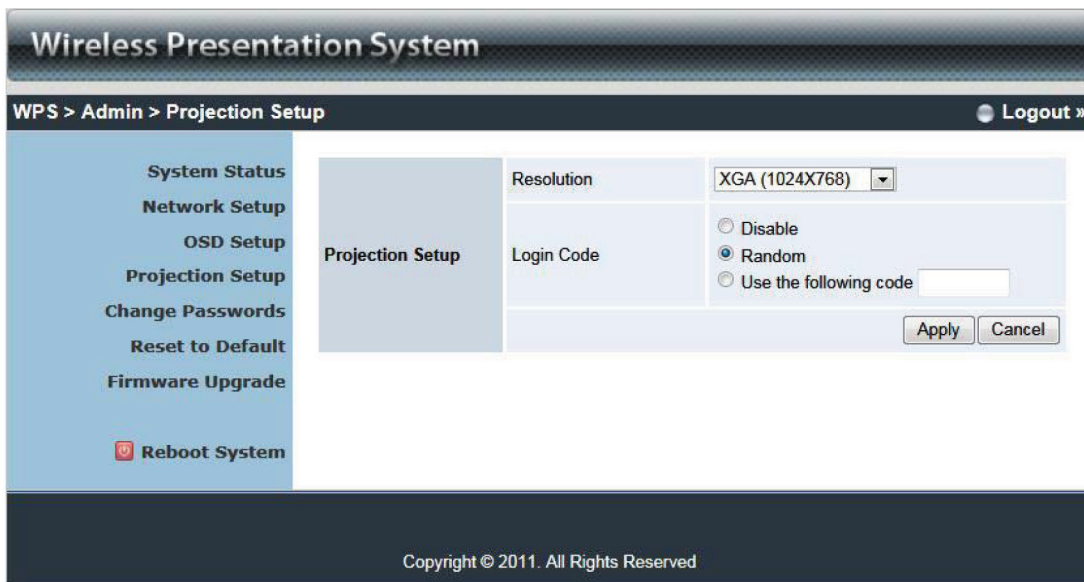 Wireless Presentation System
WPS > Admin > Projection Setup
Logout »
System Status
Network Setup
OSD Setup
Projection Setup
Change Passwords
Reset to Default
Firmware Upgrade
Reboot System
Projection Setup
Resolution
XGA (1024X768)
Login Code
Disable
Random
Use the following code
Apply Cancel
Copyright © 2011. All Rights Reserved